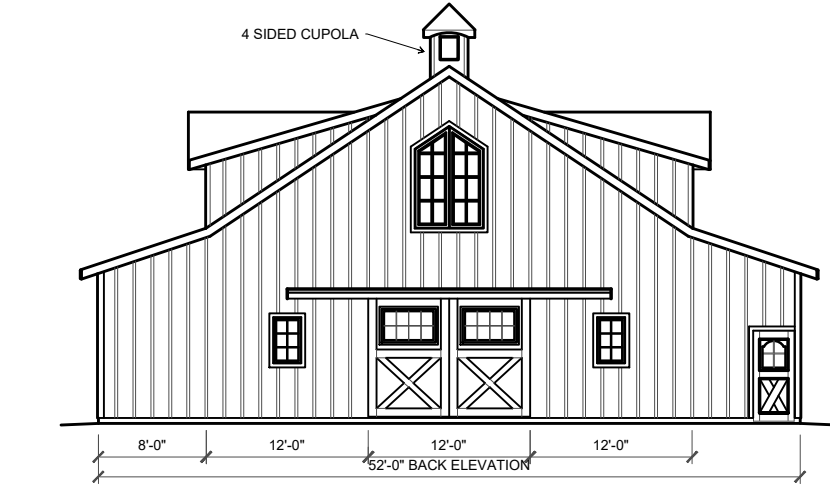 4 SIDED CUPOLA
8'-0" 12'-0" 12'-0" 12'-0"
52'-0" BACK ELEVATION